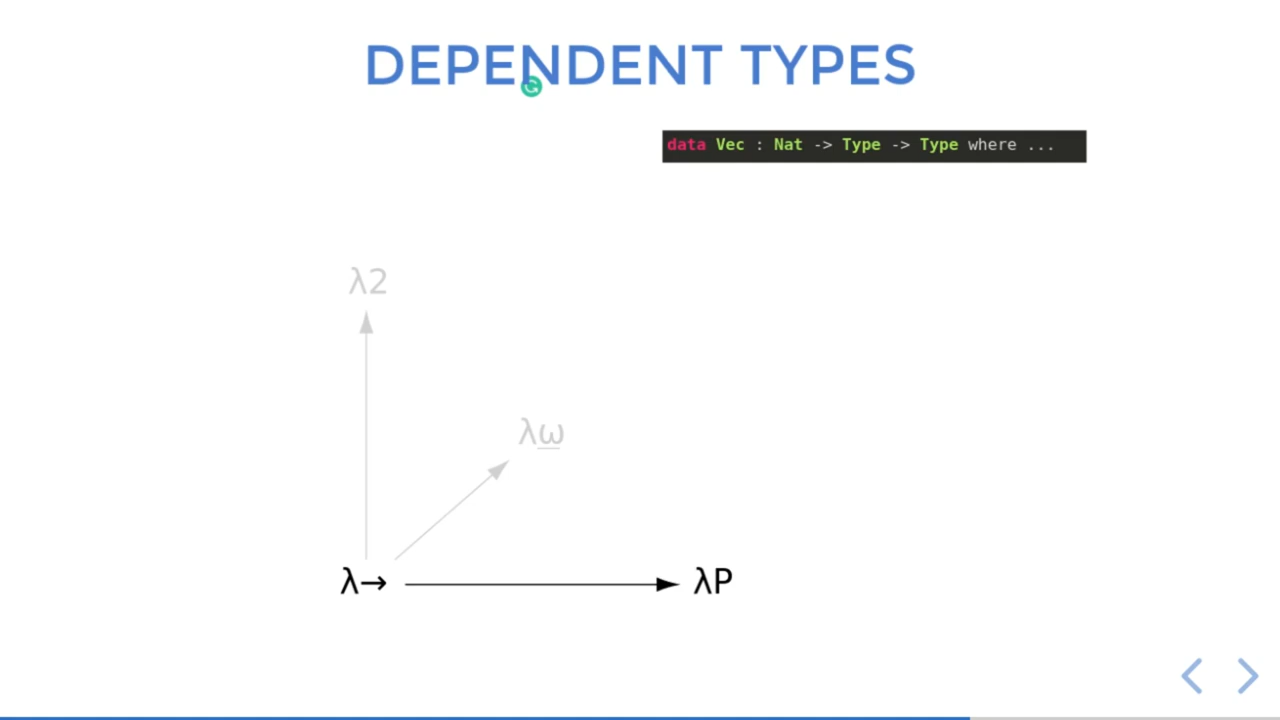 DEPENDENT TYPES
data Vec : Nat -> Type -> Type where ...
λ2
λω
λ→
λP